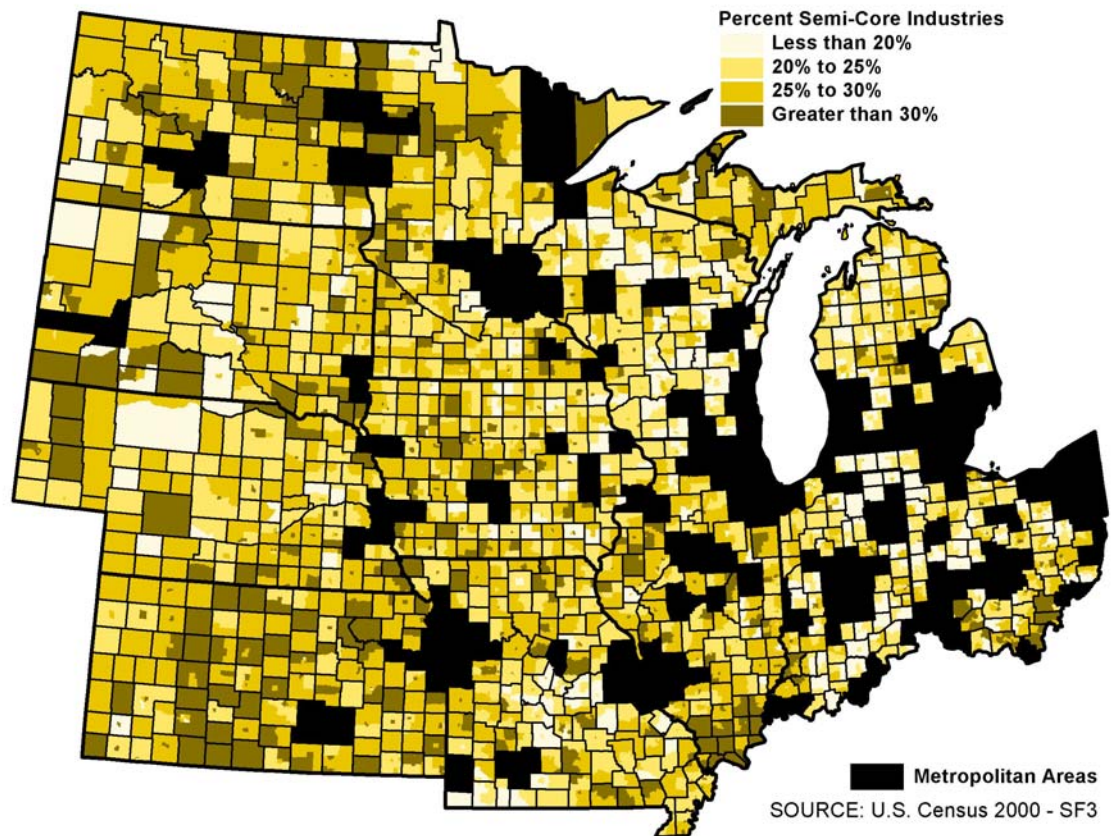 Percent Semi-Core Industries
Less than 20%
20% to 25%
25% to 30%
Greater than 30%
Metropolitan Areas
SOURCE: U.S. Census 2000 - SF3